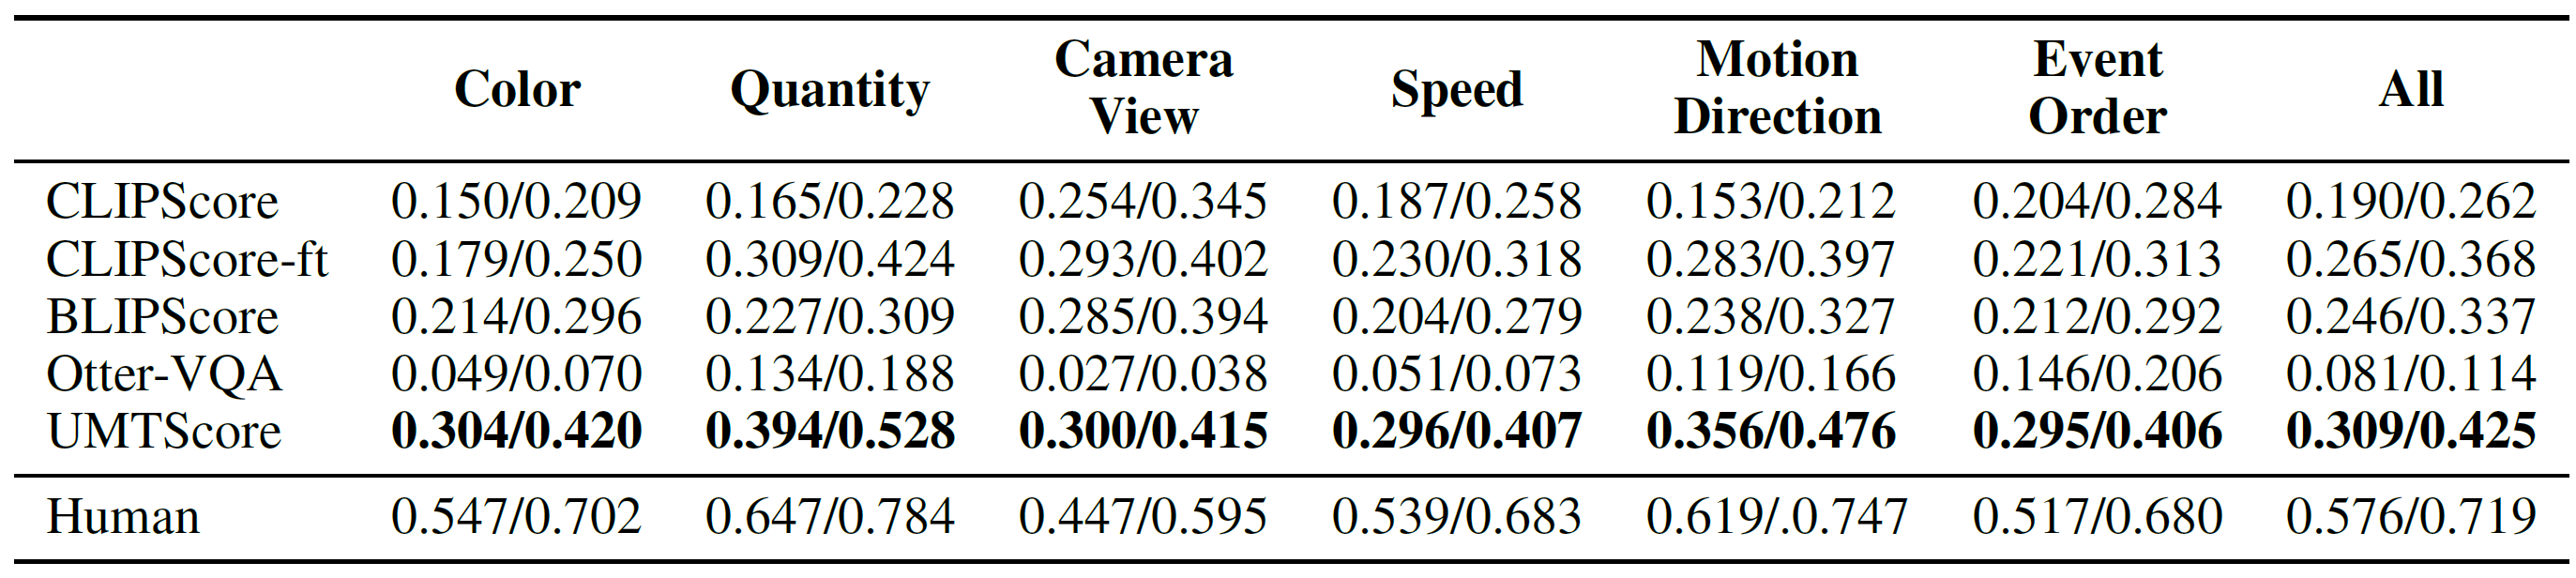 Color Quantity Camera View Speed Motion Direction Event Order All
CLIPScore 0.150/0.209 0.165/0.228 0.254/0.345 0.187/0.258 0.153/0.212 0.204/0.284 0.190/0.262
CLIPScore-ft 0.179/0.250 0.309/0.424 0.293/0.402 0.230/0.318 0.283/0.397 0.221/0.313 0.265/0.368
BLIPScore 0.214/0.296 0.227/0.309 0.285/0.394 0.204/0.279 0.238/0.327 0.212/0.292 0.246/0.337
Otter-VQA 0.049/0.070 0.134/0.188 0.027/0.038 0.051/0.073 0.119/0.166 0.146/0.206 0.081/0.114
UMTScore 0.304/0.420 0.394/0.528 0.300/0.415 0.296/0.407 0.356/0.476 0.295/0.406 0.309/0.425
Human 0.547/0.702 0.647/0.784 0.447/0.595 0.539/0.683 0.619/.0.747 0.517/0.680 0.576/0.719